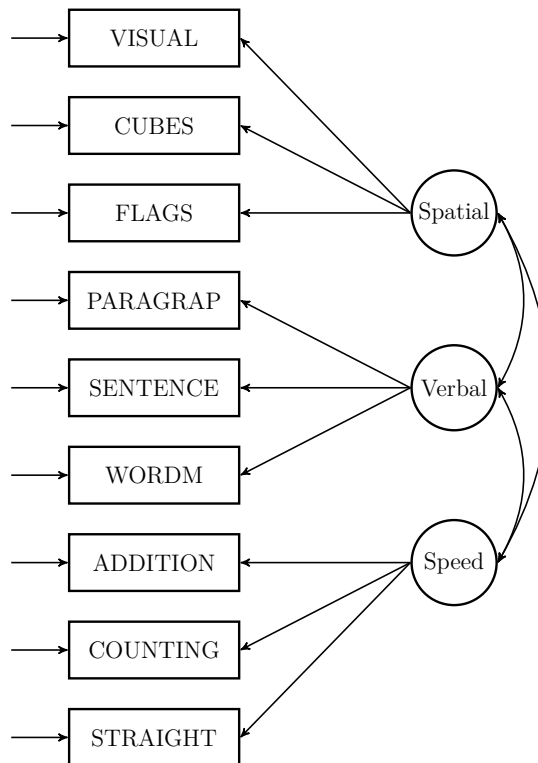 VISUAL
CUBES
FLAGS
Spatial
PARAGRAP
SENTENCE
Verbal
WORDM
ADDITION
Speed
COUNTING
STRAIGHT